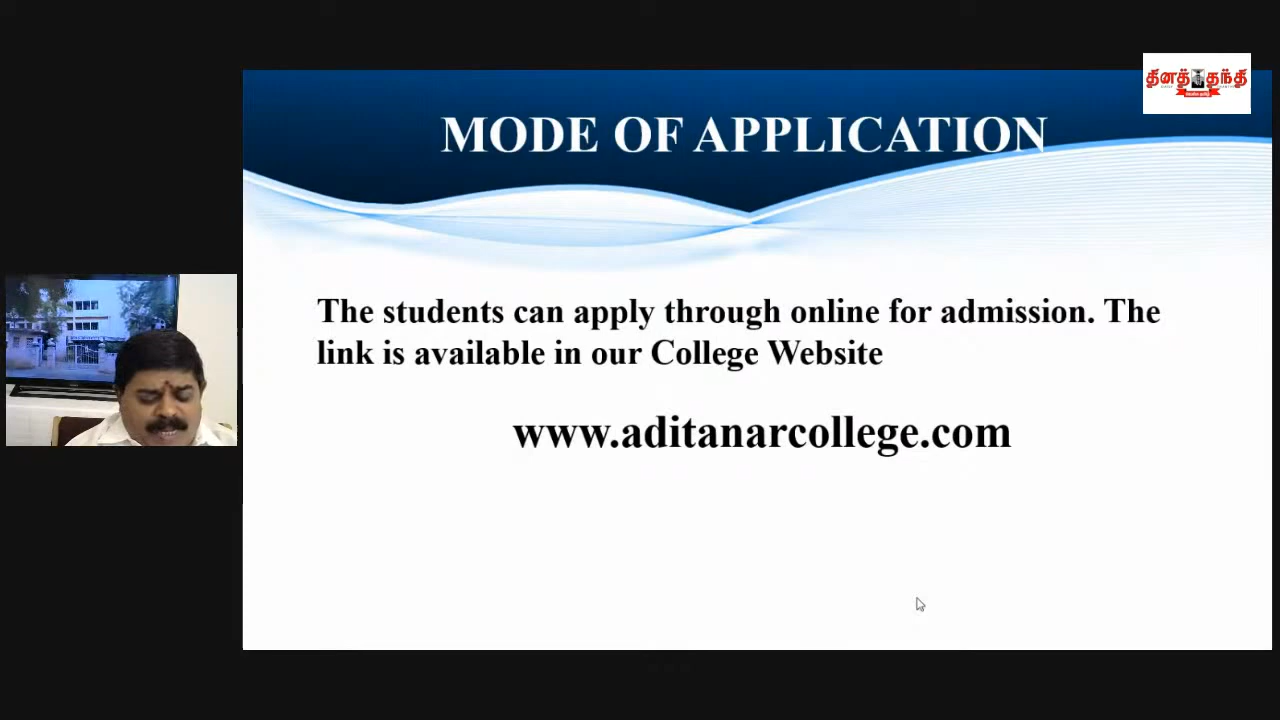 தினத்தந்தி
MODE OF APPLICATION
The students can apply through online for admission. The
link is available in our College Website
www.aditanarcollege.com